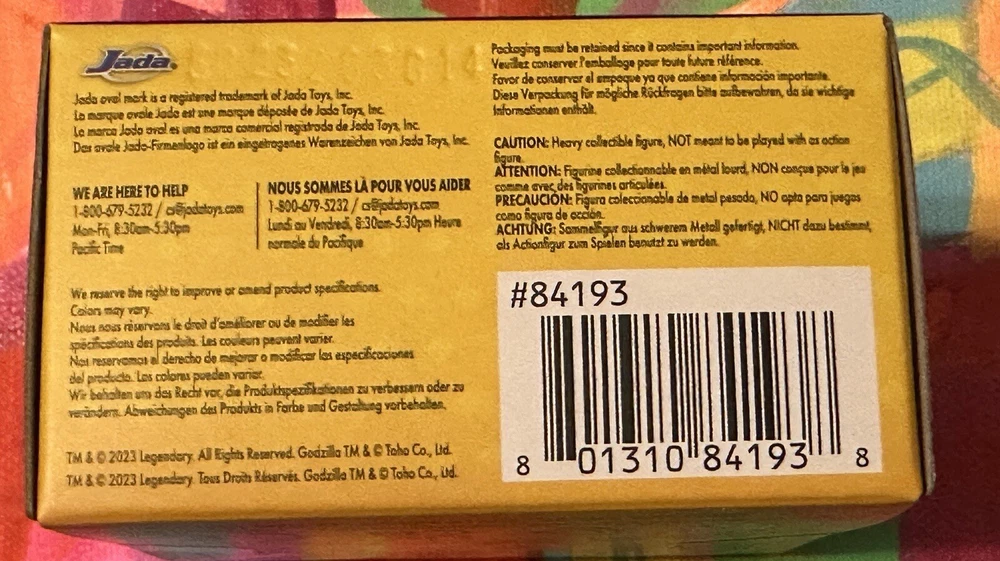 Jada
Jada oval mark is a registered trademark of Jada Toys, Inc.
La marque ovale Jada est une marque déposée de Jada Toys, Inc.
La marca Jada oval es una marca comercial registrada de Jada Toys, Inc.
Das ovale Jada-Firmenlogo ist ein eingetragenes Warenzeichen von Jada Toys, Inc.
WE ARE HERE TO HELP
1-800-679-5232 / cs@jadatoys.com
Mon-Fri, 8:30am-5:30pm
Pacific Time
NOUS SOMMES LÀ POUR VOUS AIDER
1-800-679-5232 / cs@jadatoys.com
Lundi au Vendredi, 8:30am-5:30pm Heure
normale du Pacifique
We reserve the right to improve or amend product specifications.
Colors may vary.
Nous nous réservons le droit d'améliorer ou de modifier les
spécifications des produits. Les couleurs peuvent varier.
Nos reservamos el derecho de mejorar o modificar las especificaciones
del producto. Los colores pueden variar.
Wir behalten uns das Recht vor, die Produktspezifikationen zu verbessern oder zu
verändern. Abweichungen des Produkts in Farbe und Gestaltung vorbehalten.
TM & © 2023 Legendary. All Rights Reserved. Godzilla TM & © Toho Co., Ltd.
TM & © 2023 Legendary. Tous Droits Réservés. Godzilla TM & © Toho Co., Ltd.
Packaging must be retained since it contains important information.
Veuillez conserver l'emballage pour toute future référence.
Favor de conservar el empaque ya que contiene información importante.
Diese Verpackung für mögliche Rückfragen bitte aufbewahren, da sie wichtige
Informationen enthält.
CAUTION: Heavy collectible figure, NOT meant to be played with as action
figure.
ATTENTION: Figurine collectionnable en métal lourd, NON conçue pour le jeu
comme avec des figurines articulées.
PRECAUCIÓN: Figura coleccionable de metal pesado, NO apta para juegos
como figura de acción.
ACHTUNG: Sammelfigur aus schwerem Metall gefertigt, NICHT dazu bestimmt,
als Actionfigur zum Spielen benutzt zu werden.
#84193
8 01310 84193 8